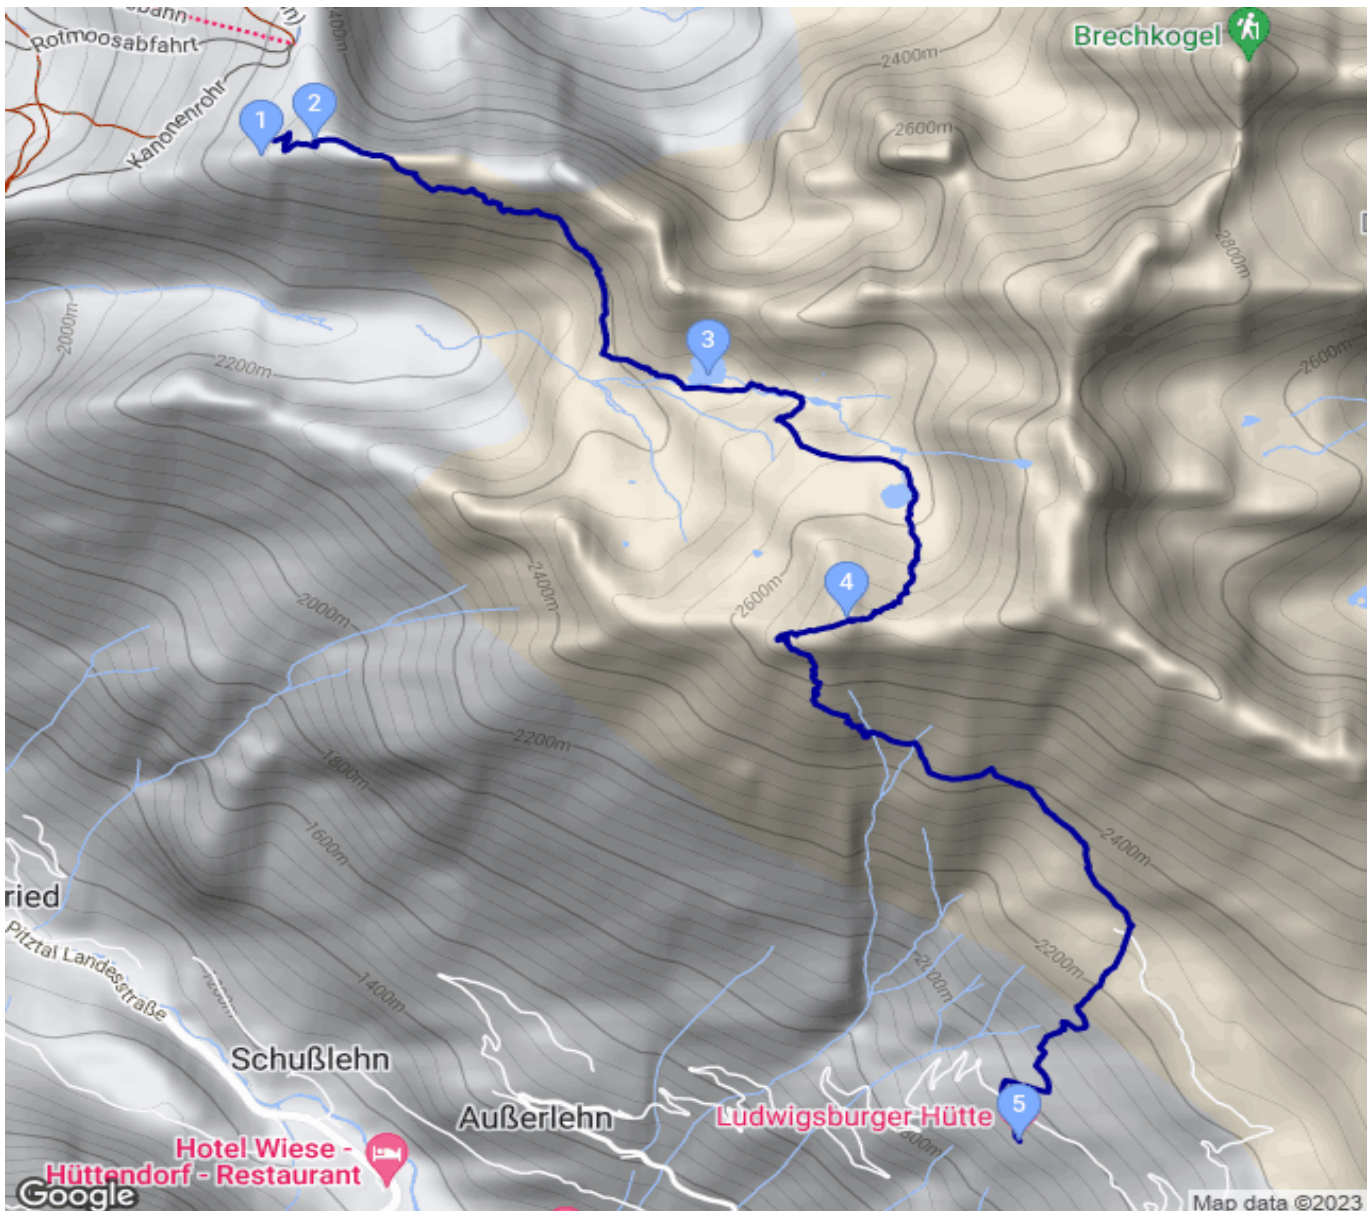 Rotmoosabfahrt
Kanonenrohr
2400m
2400m
Brechkogel
2600m
1
2
2800m
2000m
2200m
3
2600m
2400m
2600m
4
2000m
2200m
1800m
1600m
2400m
ried
Pitztal Landesstraße
1400m
2200m
2000m
Schußlehn
Außerlehn
Ludwigsburger Hütte
5
Hotel Wiese -
Hüttendorf - Restaurant
Google
Map data ©2023